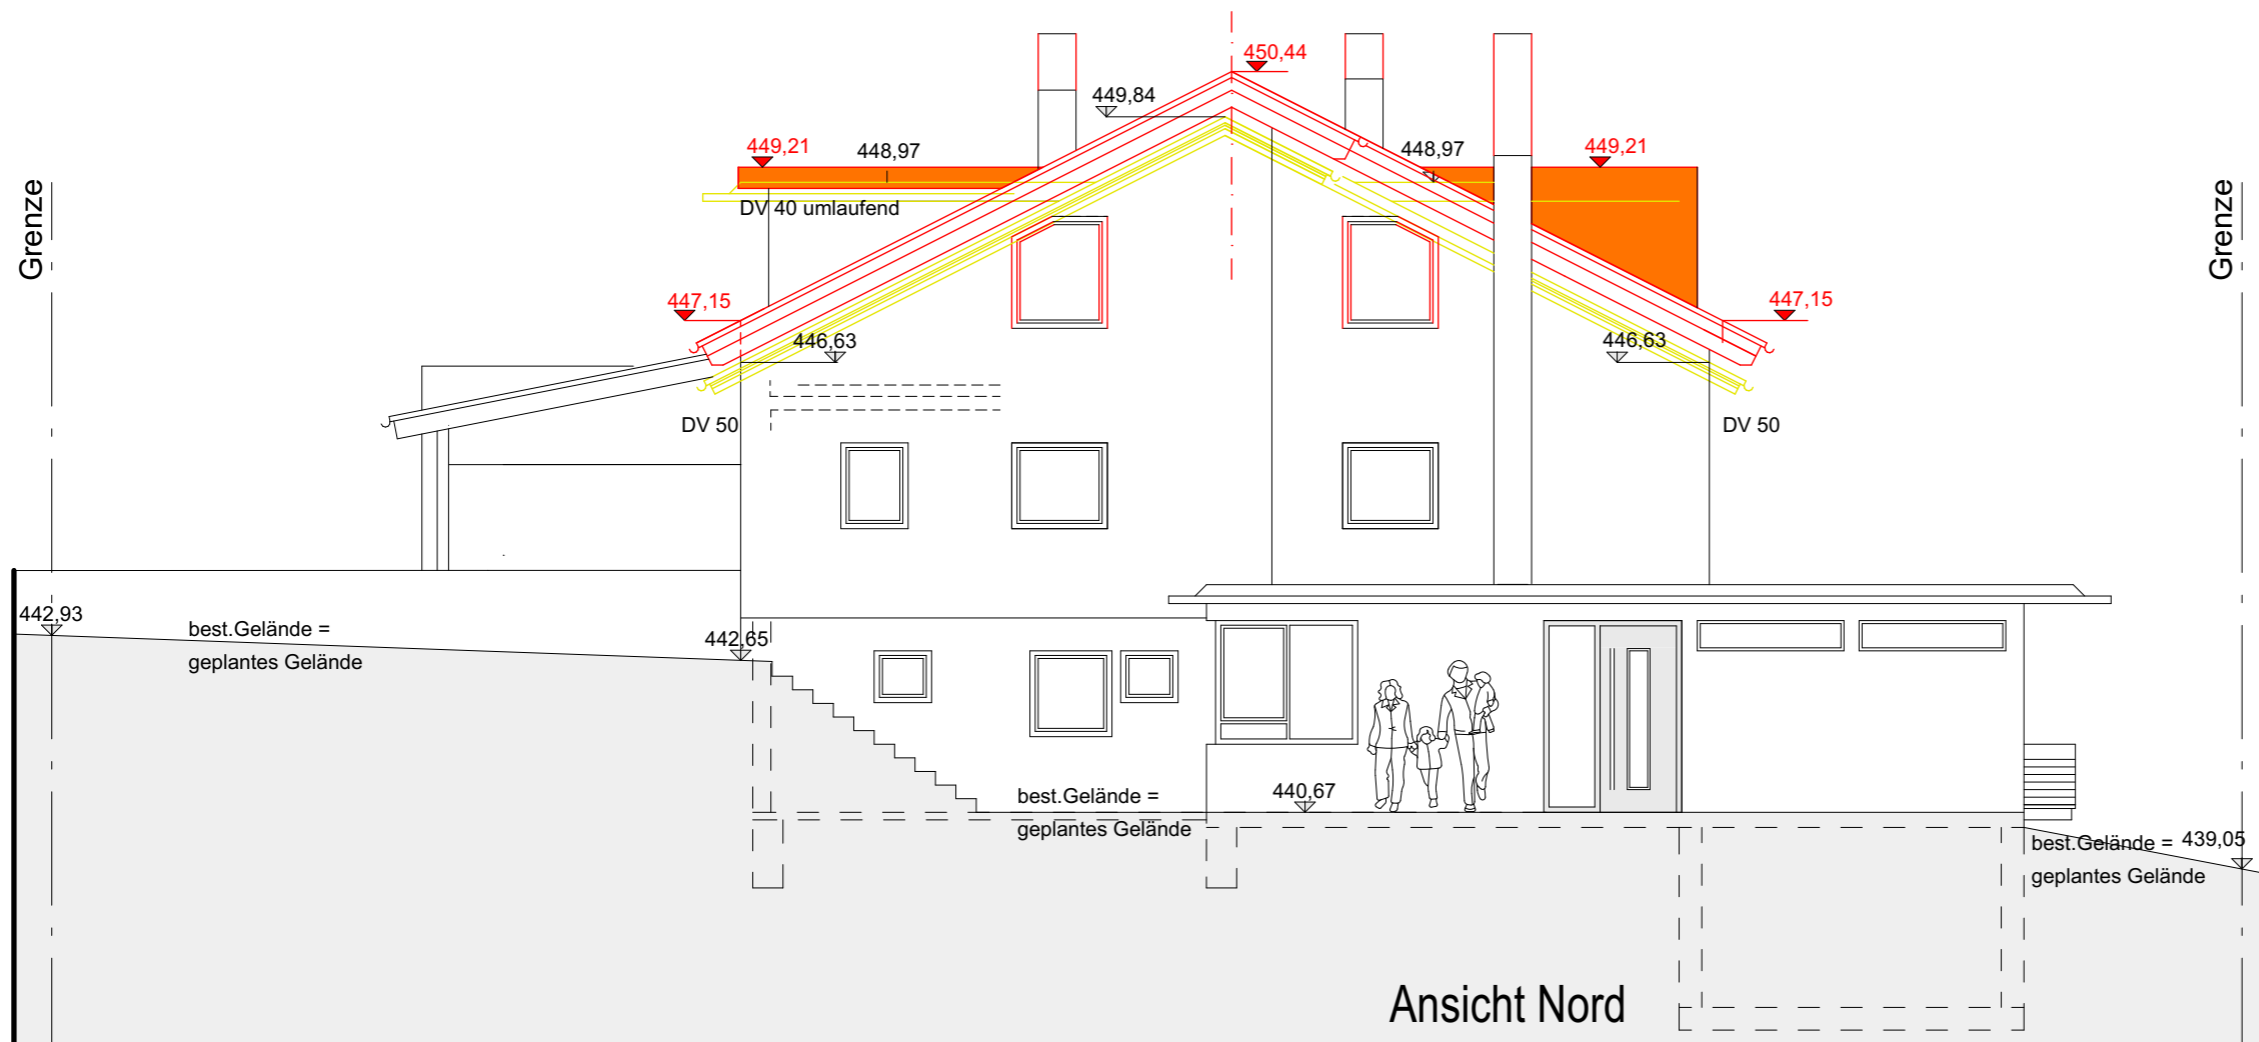 450,44
449,84
449,21
448,97
448,97
449,21
Grenze
Grenze
DV 40 umlaufend
447,15
447,15
446,63
446,63
DV 50
DV 50
442,93
best.Gelände =
geplantes Gelände
442,65
best.Gelände =
geplantes Gelände
440,67
best.Gelände =
geplantes Gelände
439,05
Ansicht Nord